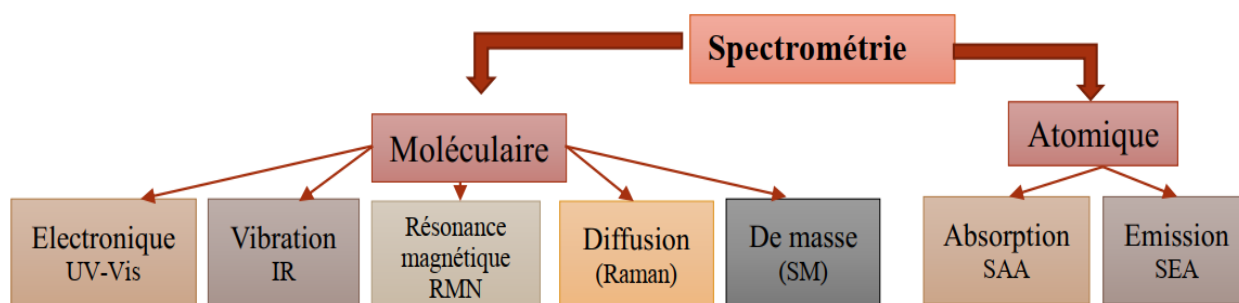 Spectrométrie
Moléculaire
Atomique
Electronique
UV-Vis
Vibration
IR
Résonance
magnétique
RMN
Diffusion
(Raman)
De masse
(SM)
Absorption
SAA
Emission
SEA